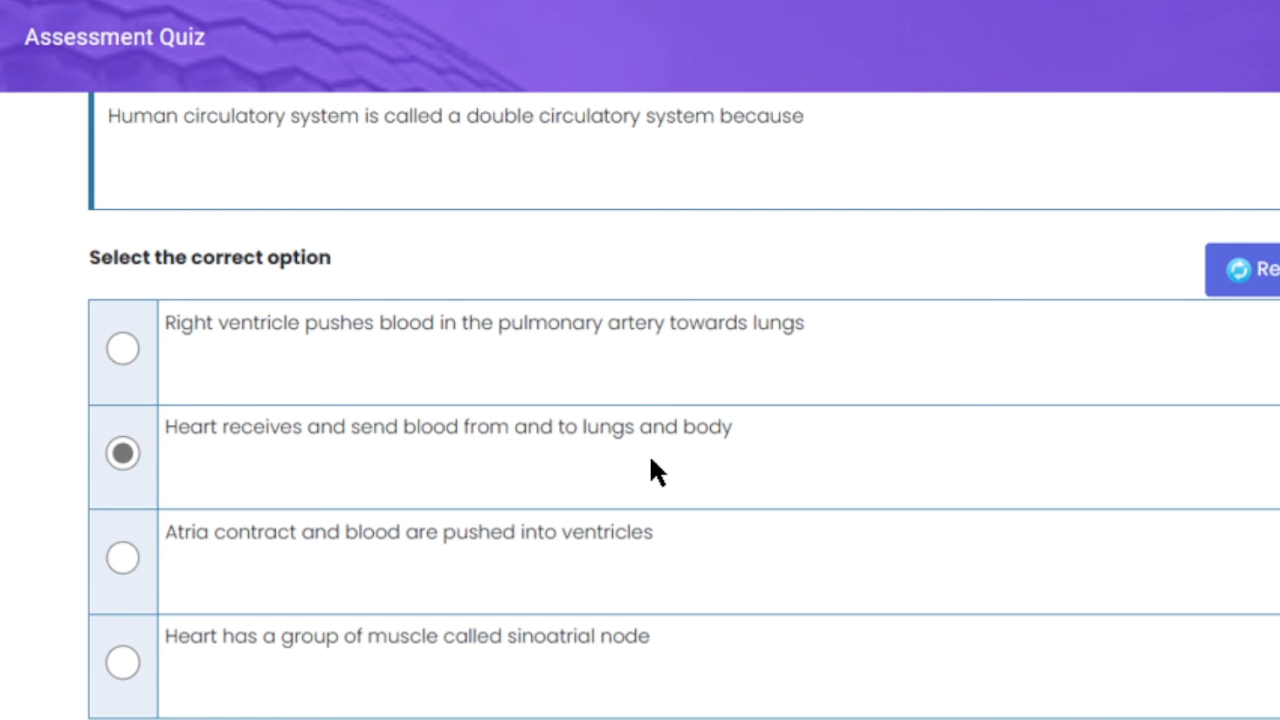 Assessment Quiz
Human circulatory system is called a double circulatory system because
Select the correct option
Re
Right ventricle pushes blood in the pulmonary artery towards lungs
Heart receives and send blood from and to lungs and body
Atria contract and blood are pushed into ventricles
Heart has a group of muscle called sinoatrial node